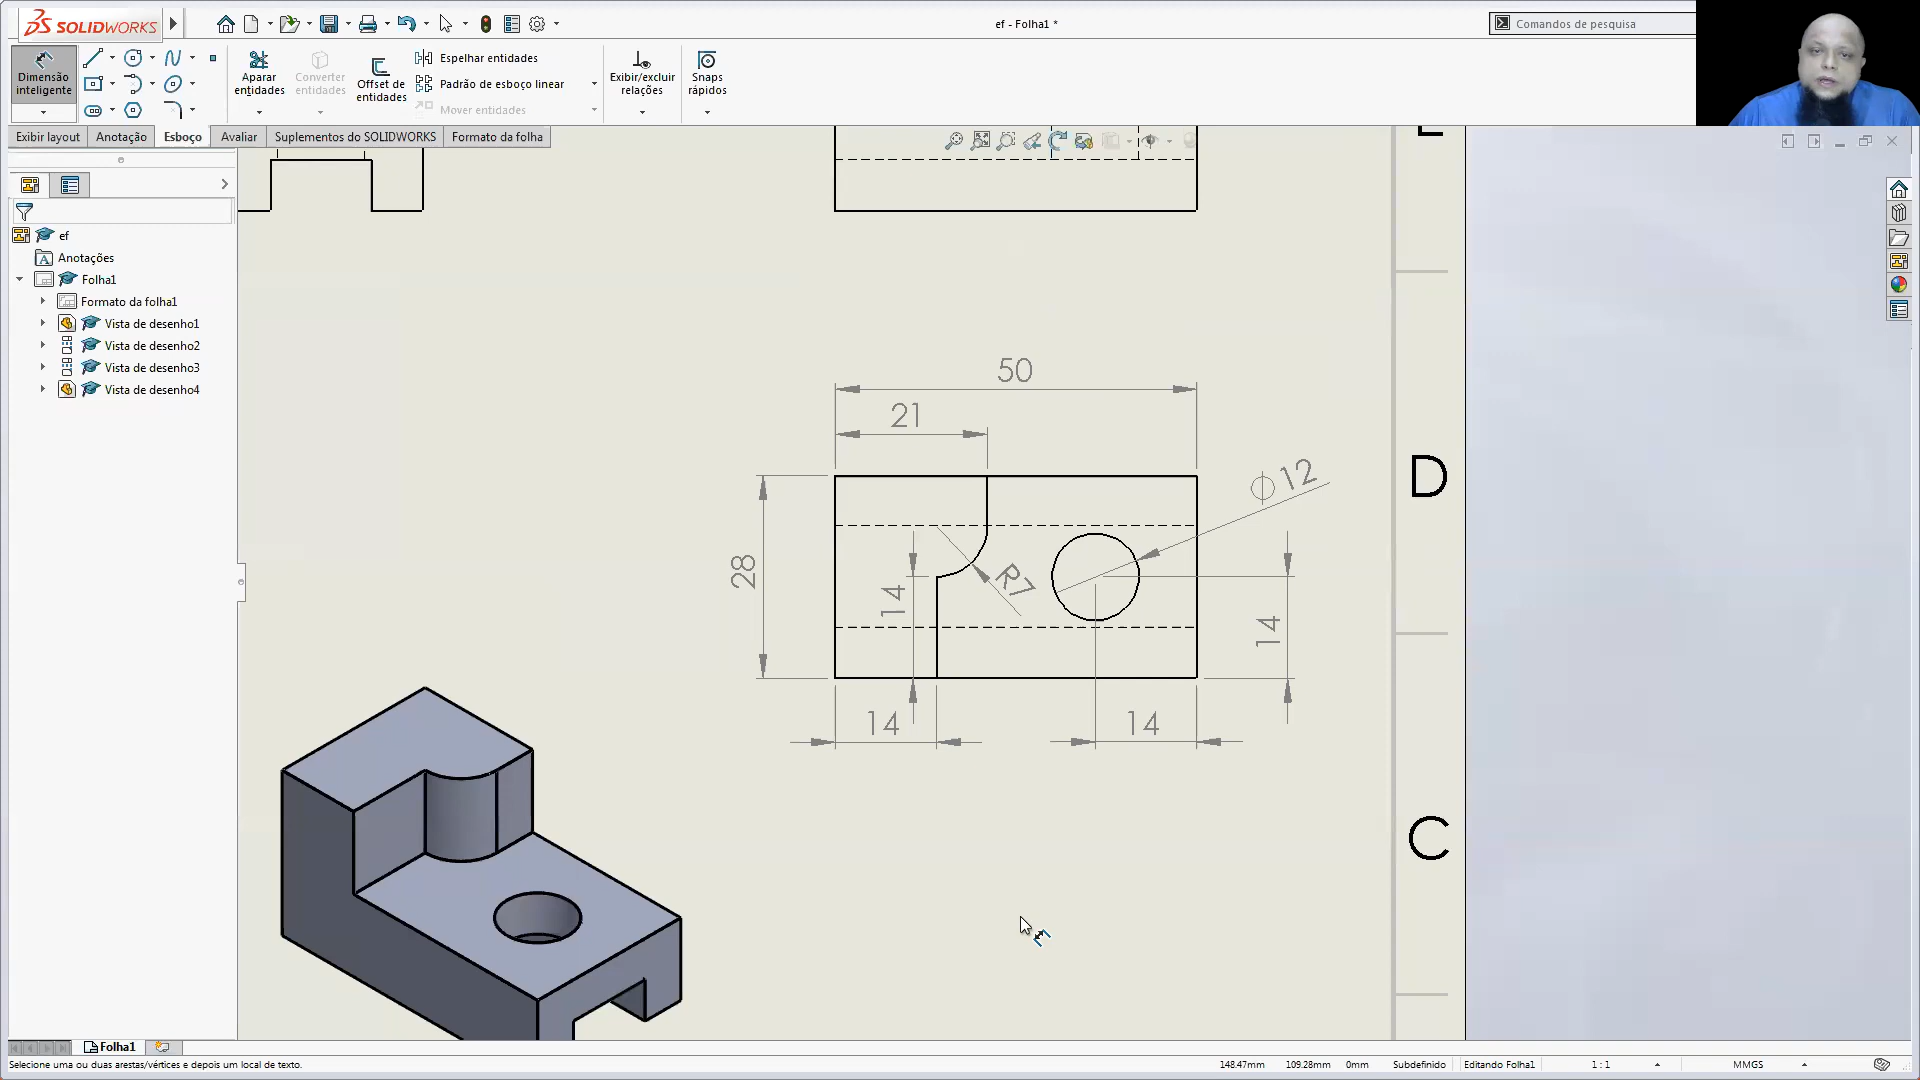 SOLIDWORKS
ef - Folha1 *
Comandos de pesquisa
Dimensão inteligente
Aparar entidades
Converter entidades
Offset de entidades
Espelhar entidades
Padrão de esboço linear
Mover entidades
Exibir/excluir relações
Snaps rápidos
Exibir layout
Anotação
Esboço
Avaliar
Suplementos do SOLIDWORKS
Formato da folha
ef
Anotações
Folha1
Formato da folha1
Vista de desenho1
Vista de desenho2
Vista de desenho3
Vista de desenho4
50
21
⌀12
28
14
R7
14
14
14
D
C
Folha1
Selecione uma ou duas arestas/vértices e depois um local de texto.
148.47mm
109.28mm
0mm
Subdefinido
Editando Folha1
1 : 1
MMGS